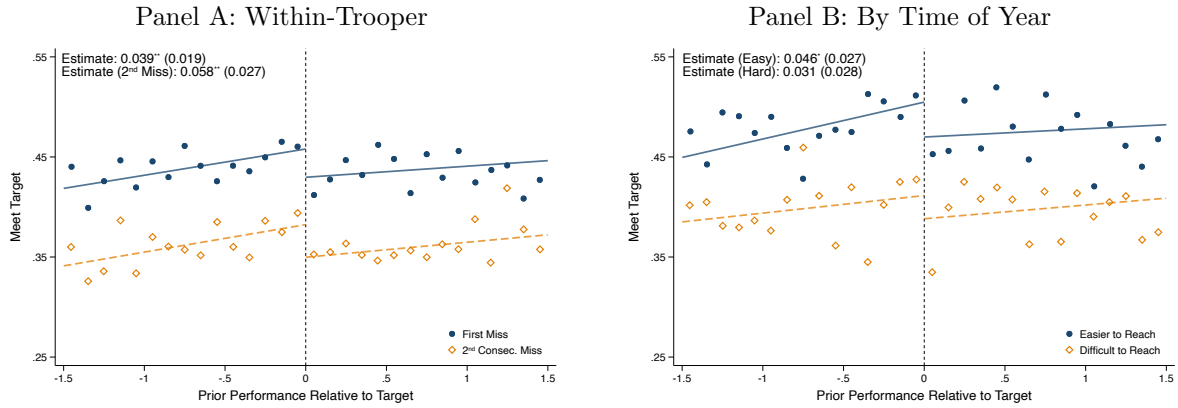 Panel A: Within-Trooper
Estimate: 0.039** (0.019)
Estimate (2nd Miss): 0.058** (0.027)
.55
.45
.35
.25
Meet Target
First Miss
2nd Consec. Miss
-1.5
-1
-.5
0
.5
1
1.5
Prior Performance Relative to Target
Panel B: By Time of Year
Estimate (Easy): 0.046* (0.027)
Estimate (Hard): 0.031 (0.028)
.55
.45
.35
.25
Meet Target
Easier to Reach
Difficult to Reach
-1.5
-1
-.5
0
.5
1
1.5
Prior Performance Relative to Target